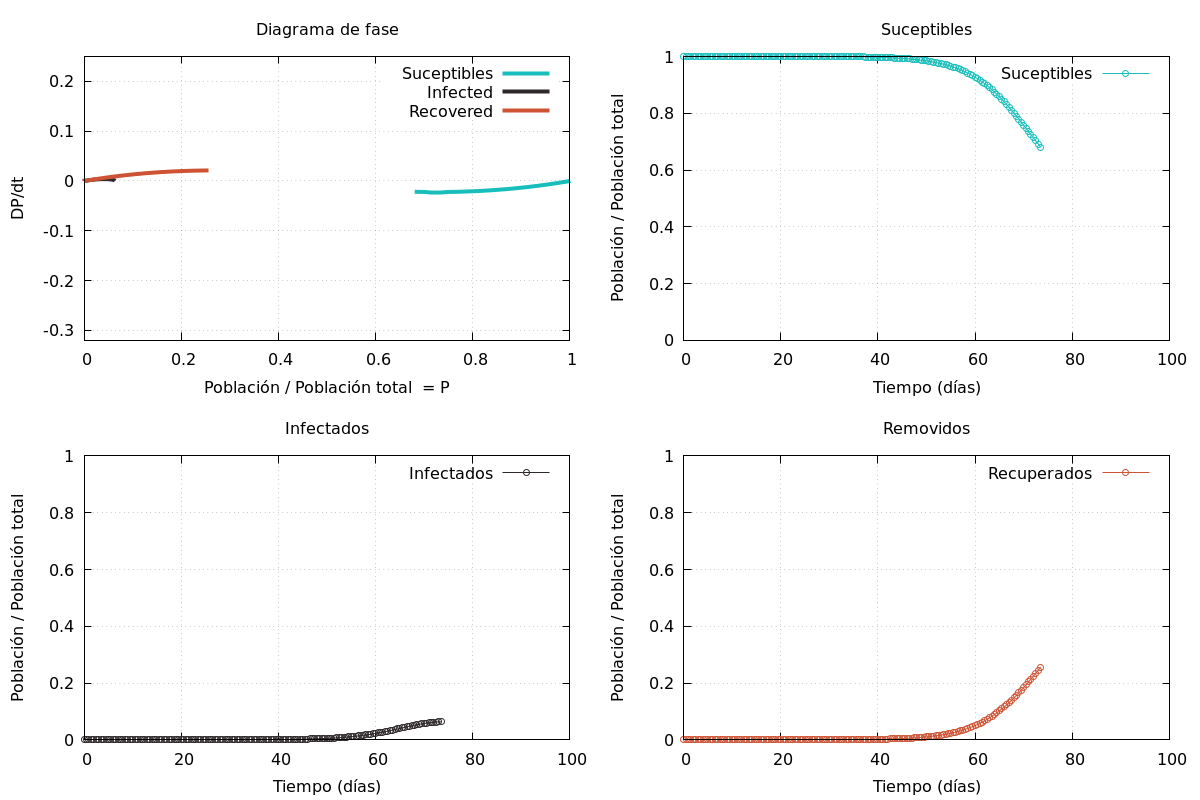 Diagrama de fase
Suceptibles
Infected
Recovered
0.2
0.1
0
-0.1
-0.2
-0.3
DP/dt
0 0.2 0.4 0.6 0.8 1
Población / Población total = P
Suceptibles
Suceptibles
1
0.8
0.6
0.4
0.2
0
Población / Población total
0 20 40 60 80 100
Tiempo (días)
Infectados
Infectados
1
0.8
0.6
0.4
0.2
0
Población / Población total
0 20 40 60 80 100
Tiempo (días)
Removidos
Recuperados
1
0.8
0.6
0.4
0.2
0
Población / Población total
0 20 40 60 80 100
Tiempo (días)